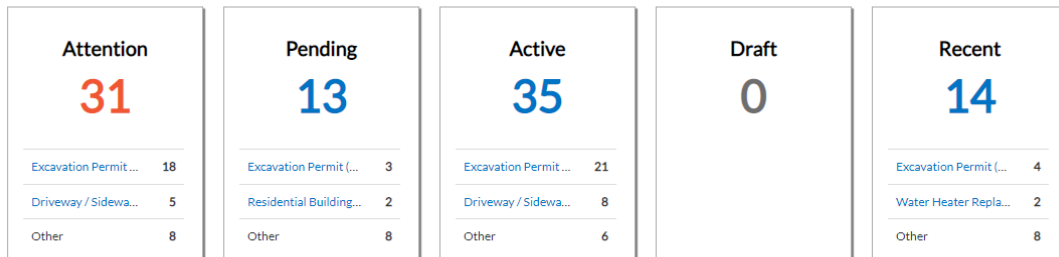 Attention
31
Excavation Permit ... 18
Driveway / Sidewa... 5
Other 8
Pending
13
Excavation Permit (... 3
Residential Building... 2
Other 8
Active
35
Excavation Permit ... 21
Driveway / Sidewa... 8
Other 6
Draft
0
Recent
14
Excavation Permit (... 4
Water Heater Repla... 2
Other 8